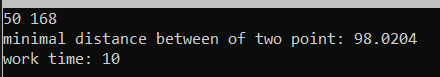 50 168
minimal distance between of two point: 98.0204
work time: 10